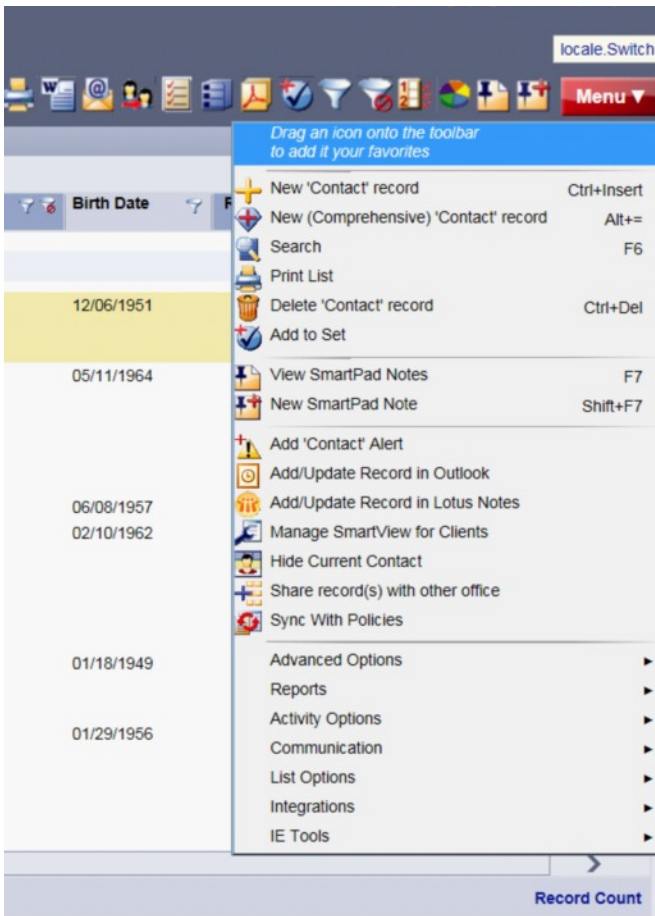 locale.Switch
Menu ▼
Drag an icon onto the toolbar
to add it your favorites
Birth Date
New 'Contact' record Ctrl+Insert
New (Comprehensive) 'Contact' record Alt+=
Search F6
Print List
12/06/1951
Delete 'Contact' record Ctrl+Del
Add to Set
05/11/1964
View SmartPad Notes F7
New SmartPad Note Shift+F7
Add 'Contact' Alert
Add/Update Record in Outlook
06/08/1957
Add/Update Record in Lotus Notes
02/10/1962
Manage SmartView for Clients
Hide Current Contact
Share record(s) with other office
Sync With Policies
01/18/1949
Advanced Options
Reports
Activity Options
01/29/1956
Communication
List Options
Integrations
IE Tools
Record Count